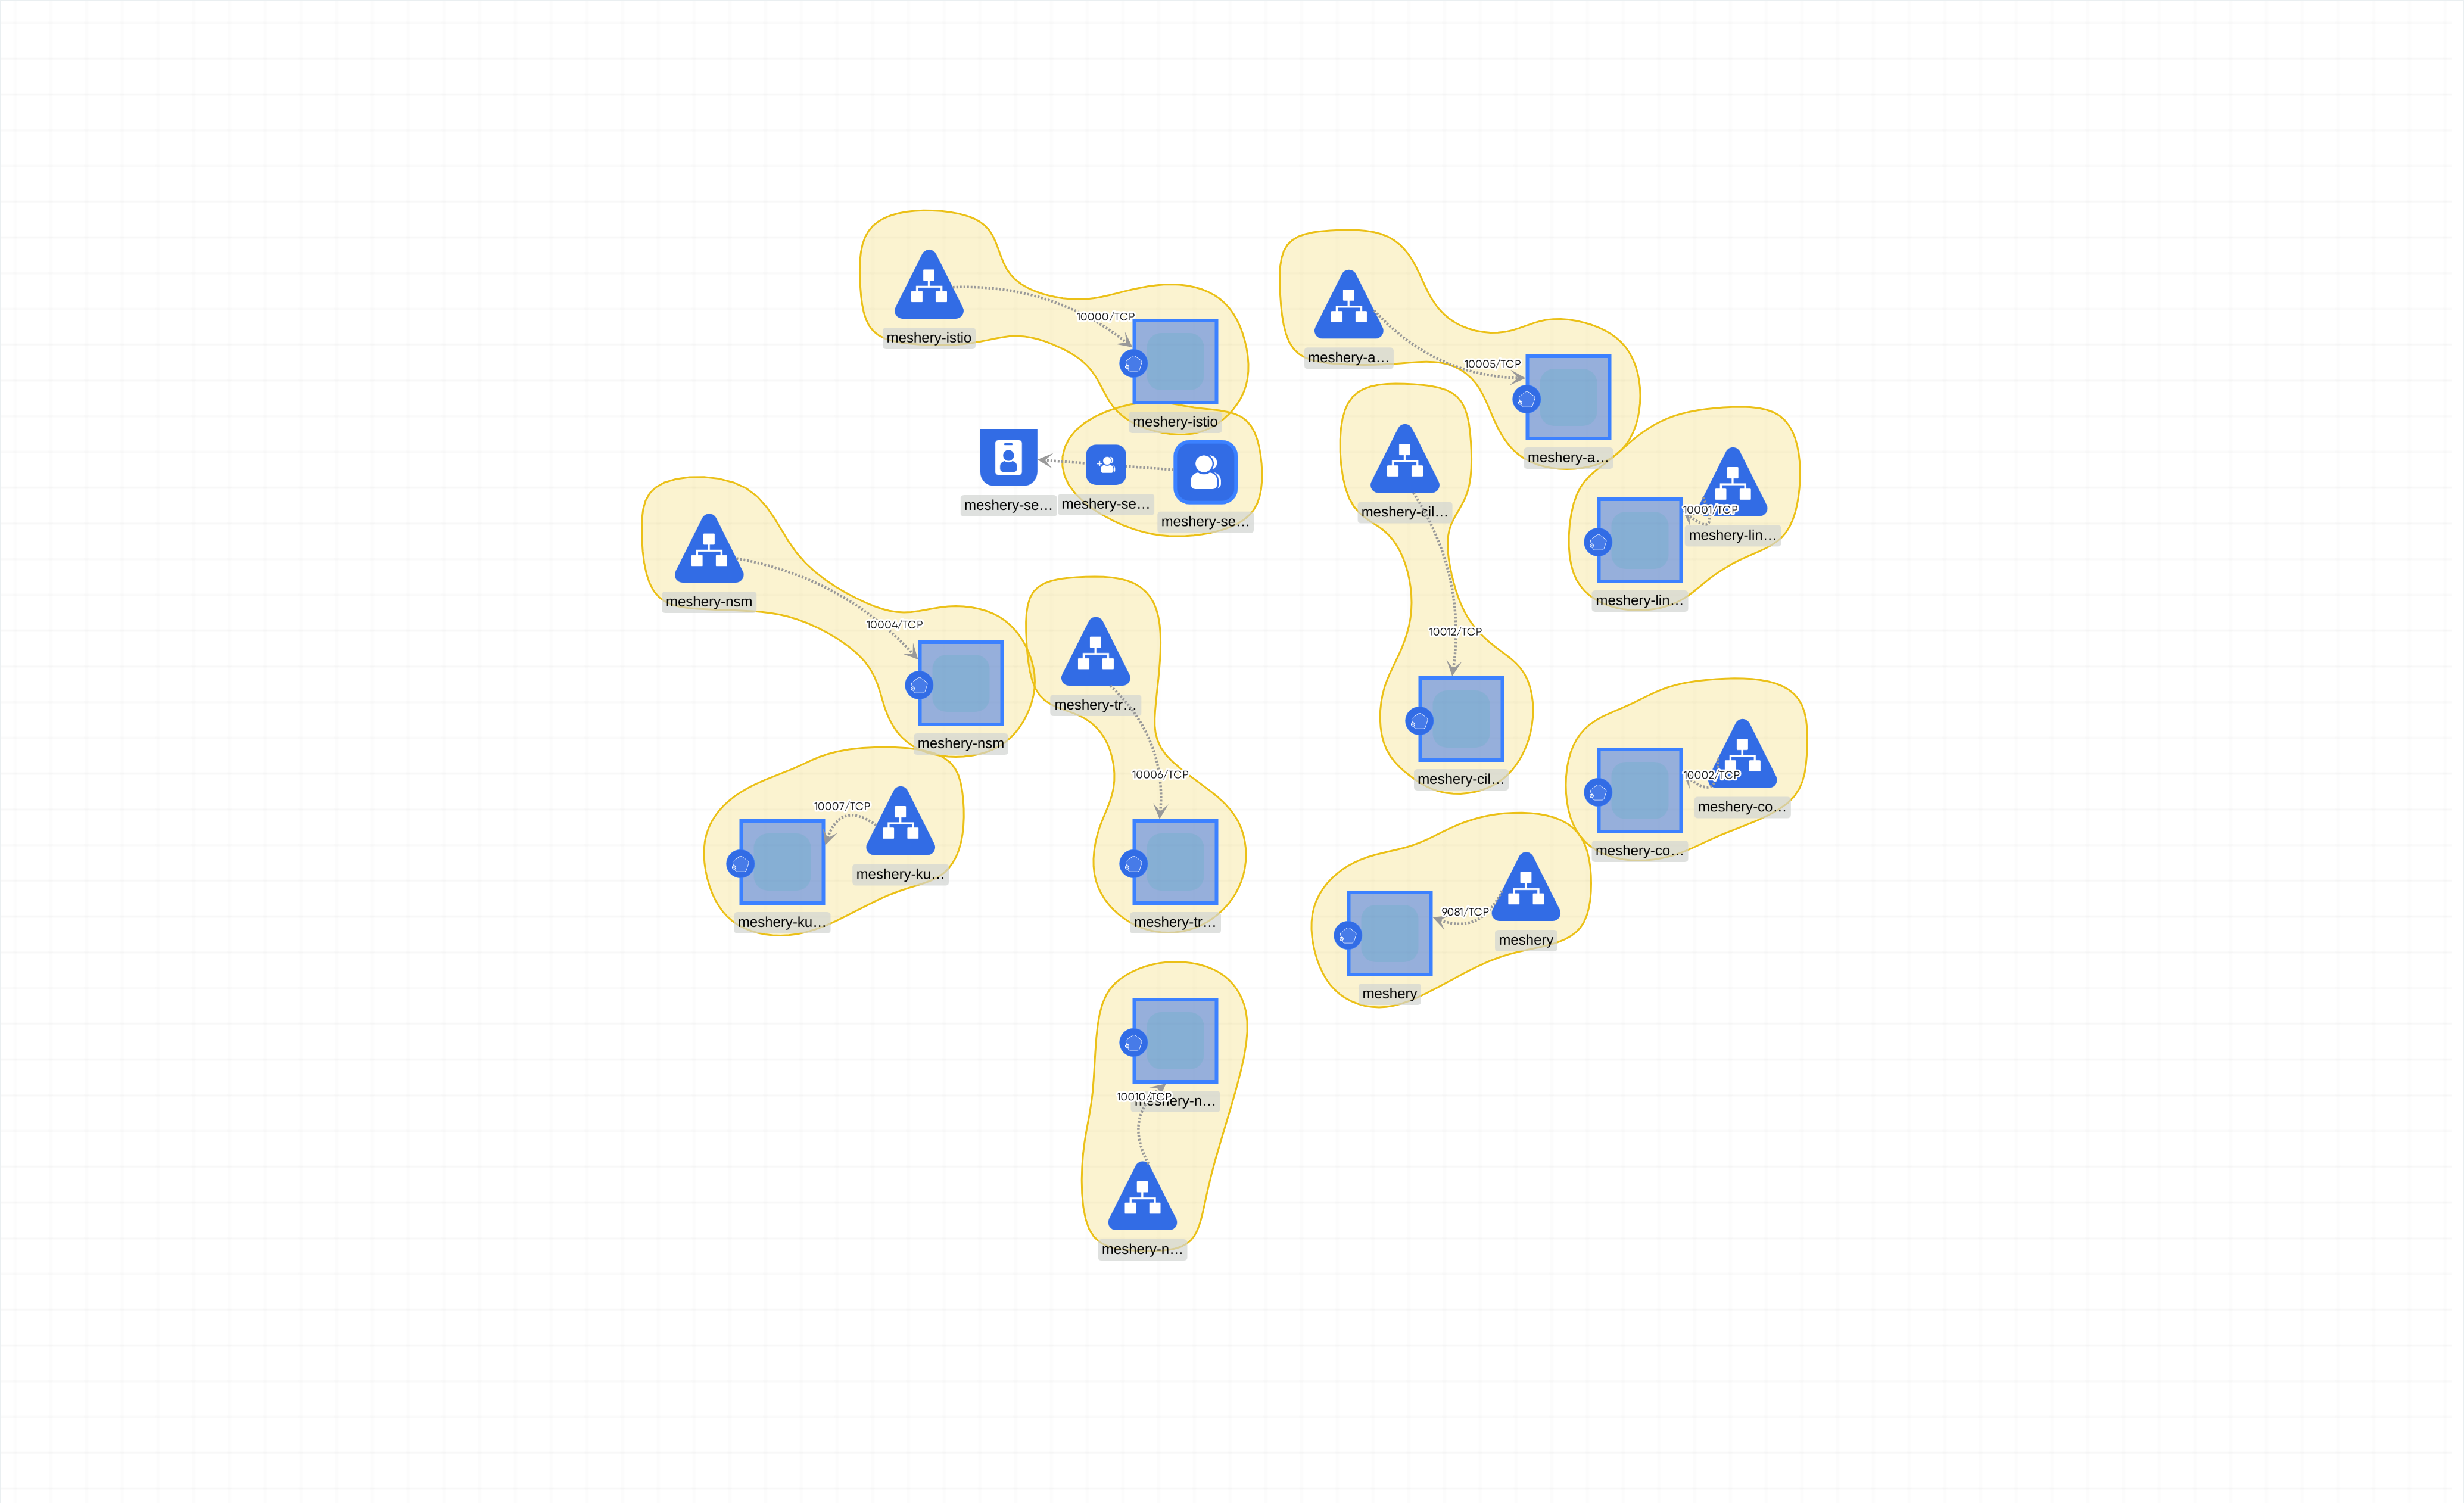 10000/TCP
meshery-istio
meshery-istio
meshery-a...
10005/TCP
meshery-a...
meshery-se...
meshery-se...
meshery-se...
meshery-cil...
10012/TCP
meshery-cil...
10001/TCP
meshery-lin...
meshery-lin...
meshery-nsm
10004/TCP
meshery-nsm
meshery-tr...
10006/TCP
meshery-tr...
10007/TCP
meshery-ku...
meshery-ku...
10002/TCP
meshery-co...
meshery-co...
9081/TCP
meshery
meshery
10010/TCP
meshery-n...
meshery-n...